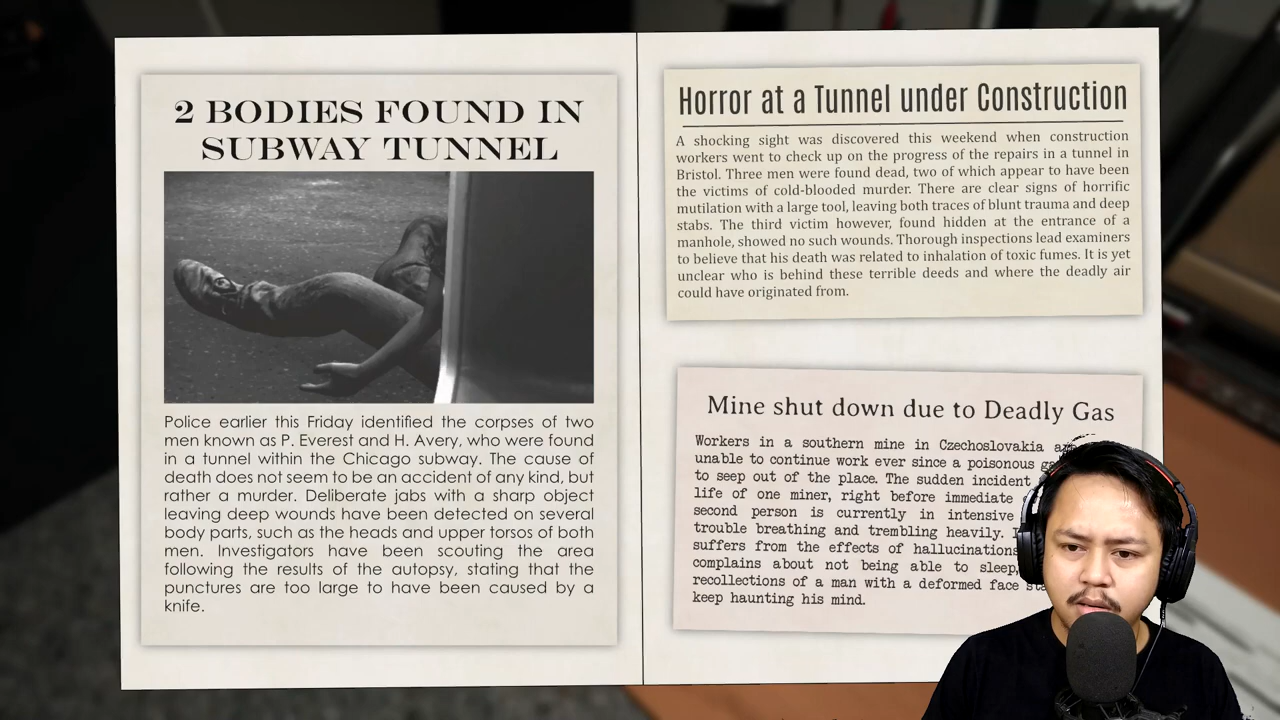 2 BODIES FOUND IN
SUBWAY TUNNEL
Police earlier this Friday identified the corpses of two
men known as P. Everest and H. Avery, who were found
in a tunnel within the Chicago subway. The cause of
death does not seem to be an accident of any kind, but
rather a murder. Deliberate jabs with a sharp object
leaving deep wounds have been detected on several
body parts, such as the heads and upper torsos of both
men. Investigators have been scouting the area
following the results of the autopsy, stating that the
punctures are too large to have been caused by a
knife.
Horror at a Tunnel under Construction
A shocking sight was discovered this weekend when construction
workers went to check up on the progress of the repairs in a tunnel in
Bristol. Three men were found dead, two of which appear to have been
the victims of cold-blooded murder. There are clear signs of horrific
mutilation with a large tool, leaving both traces of blunt trauma and deep
stabs. The third victim however, found hidden at the entrance of a
manhole, showed no such wounds. Thorough inspections lead examiners
to believe that his death was related to inhalation of toxic fumes. It is yet
unclear who is behind these terrible deeds and where the deadly air
could have originated from.
Mine shut down due to Deadly Gas
Workers in a southern mine in Czechoslovakia
unable to continue work ever since a poisonous
to seep out of the place. The sudden incident
life of one miner, right before immediate
second person is currently in intensive
trouble breathing and trembling heavily.
suffers from the effects of hallucinations
complains about not being able to sleep,
recollections of a man with a deformed face
keep haunting his mind.